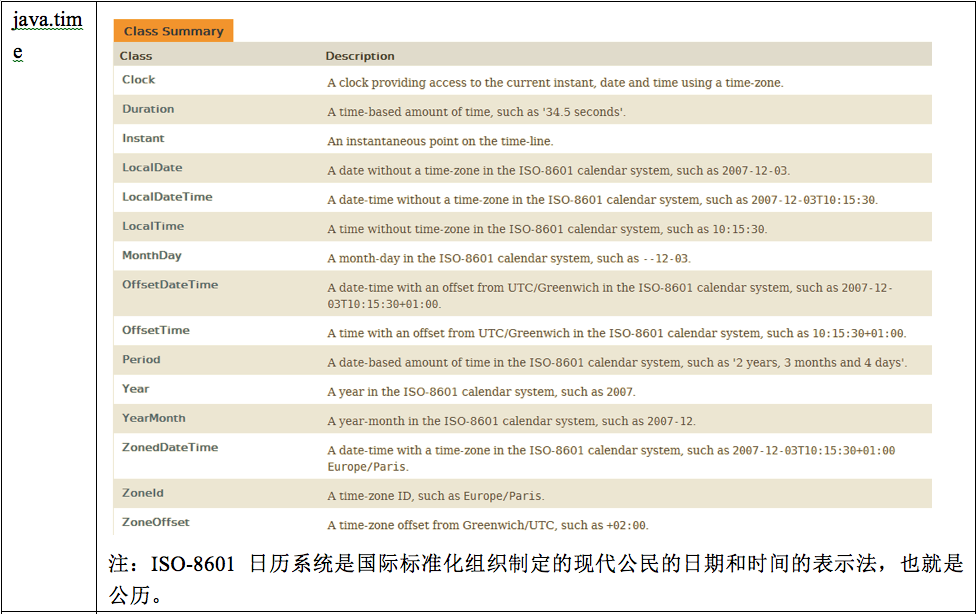 java.tim
e
Class Summary
Class Description
Clock A clock providing access to the current instant, date and time using a time-zone.
Duration A time-based amount of time, such as '34.5 seconds'.
Instant An instantaneous point on the time-line.
LocalDate A date without a time-zone in the ISO-8601 calendar system, such as 2007-12-03.
LocalDateTime A date-time without a time-zone in the ISO-8601 calendar system, such as 2007-12-03T10:15:30.
LocalTime A time without time-zone in the ISO-8601 calendar system, such as 10:15:30.
MonthDay A month-day in the ISO-8601 calendar system, such as --12-03.
OffsetDateTime A date-time with an offset from UTC/Greenwich in the ISO-8601 calendar system, such as 2007-12-
03T10:15:30+01:00.
OffsetTime A time with an offset from UTC/Greenwich in the ISO-8601 calendar system, such as 10:15:30+01:00.
Period A date-based amount of time in the ISO-8601 calendar system, such as '2 years, 3 months and 4 days'.
Year A year in the ISO-8601 calendar system, such as 2007.
YearMonth A year-month in the ISO-8601 calendar system, such as 2007-12.
ZonedDateTime A date-time with a time-zone in the ISO-8601 calendar system, such as 2007-12-03T10:15:30+01:00
Europe/Paris.
ZoneId A time-zone ID, such as Europe/Paris.
ZoneOffset A time-zone offset from Greenwich/UTC, such as +02:00.
注：ISO-8601 日历系统是国际标准化组织制定的现代公民的日期和时间的表示法，也就是
公历。